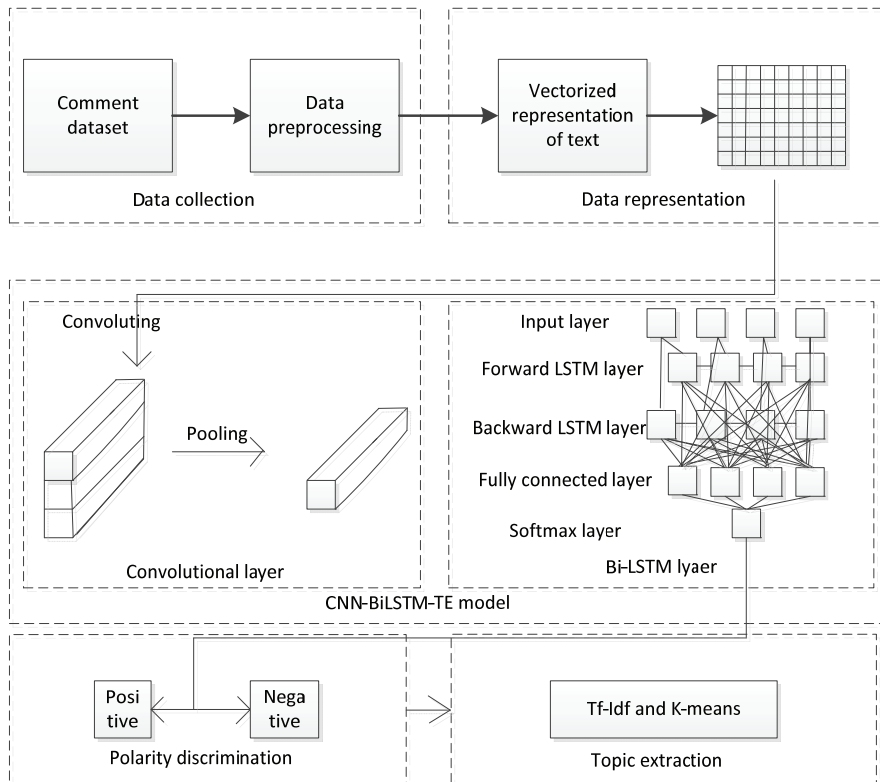 Comment
dataset
Data
preprocessing
Vectorized
representation
of text
Data collection
Data representation
Convoluting
Pooling
Convolutional layer
Input layer
Forward LSTM layer
Backward LSTM layer
Fully connected layer
Softmax layer
Bi-LSTM lyaer
CNN-BiLSTM-TE model
Posi
tive
Nega
tive
Polarity discrimination
Tf-Idf and K-means
Topic extraction